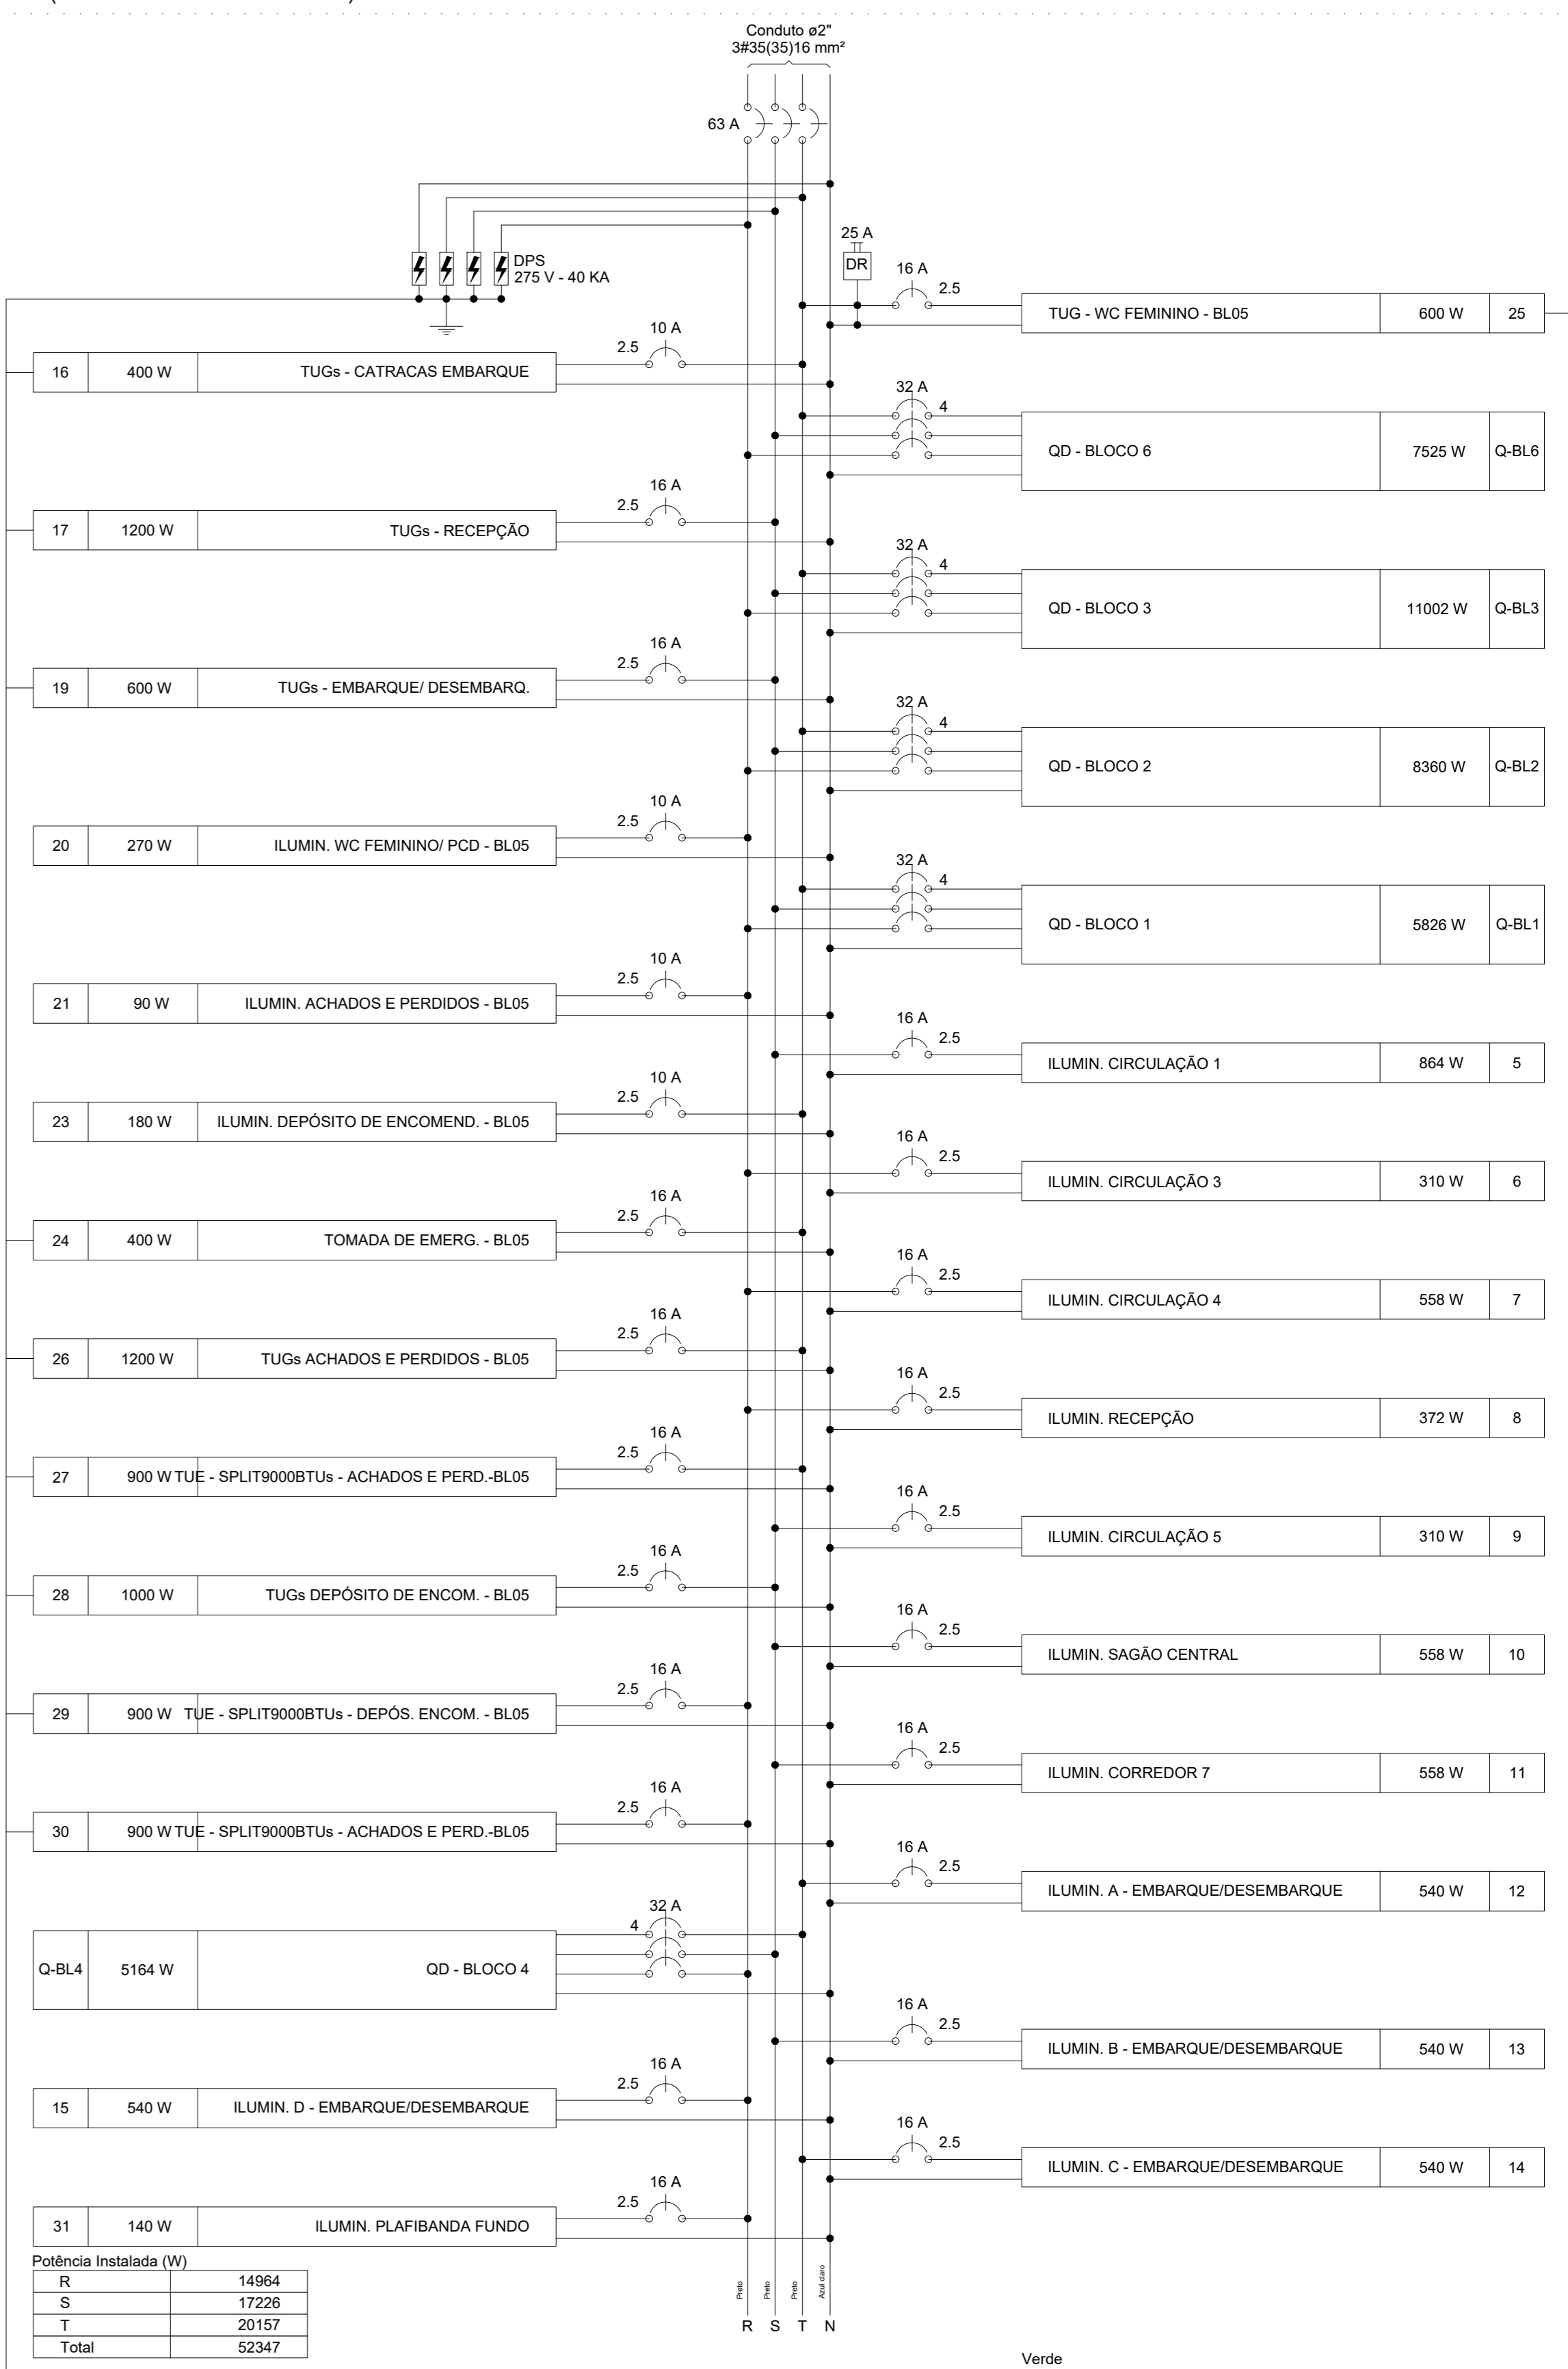 Conduto ø2"
3#35(35)16 mm²
63 A
DPS
275 V - 40 KA
25 A
DR
16 A
2.5
TUG - WC FEMININO - BL05 600 W 25
10 A
2.5
16 400 W TUGs - CATRACAS EMBARQUE
32 A
4
QD - BLOCO 6 7525 W Q-BL6
16 A
2.5
17 1200 W TUGs - RECEPÇÃO
32 A
4
QD - BLOCO 3 11002 W Q-BL3
16 A
2.5
19 600 W TUGs - EMBARQUE/ DESEMBARQ.
32 A
4
QD - BLOCO 2 8360 W Q-BL2
10 A
2.5
20 270 W ILUMIN. WC FEMININO/ PCD - BL05
32 A
4
QD - BLOCO 1 5826 W Q-BL1
10 A
2.5
21 90 W ILUMIN. ACHADOS E PERDIDOS - BL05
16 A
2.5
ILUMIN. CIRCULAÇÃO 1 864 W 5
10 A
2.5
23 180 W ILUMIN. DEPÓSITO DE ENCOMEND. - BL05
16 A
2.5
ILUMIN. CIRCULAÇÃO 3 310 W 6
16 A
2.5
24 400 W TOMADA DE EMERG. - BL05
16 A
2.5
ILUMIN. CIRCULAÇÃO 4 558 W 7
16 A
2.5
26 1200 W TUGs ACHADOS E PERDIDOS - BL05
16 A
2.5
ILUMIN. RECEPÇÃO 372 W 8
16 A
2.5
27 900 W TUE - SPLIT9000BTUs - ACHADOS E PERD.-BL05
16 A
2.5
ILUMIN. CIRCULAÇÃO 5 310 W 9
16 A
2.5
28 1000 W TUGs DEPÓSITO DE ENCOM. - BL05
16 A
2.5
ILUMIN. SAGÃO CENTRAL 558 W 10
16 A
2.5
29 900 W TUE - SPLIT9000BTUs - DEPÓS. ENCOM. - BL05
16 A
2.5
ILUMIN. CORREDOR 7 558 W 11
16 A
2.5
30 900 W TUE - SPLIT9000BTUs - ACHADOS E PERD.-BL05
16 A
2.5
ILUMIN. A - EMBARQUE/DESEMBARQUE 540 W 12
32 A
4
Q-BL4 5164 W QD - BLOCO 4
16 A
2.5
ILUMIN. B - EMBARQUE/DESEMBARQUE 540 W 13
16 A
2.5
15 540 W ILUMIN. D - EMBARQUE/DESEMBARQUE
16 A
2.5
ILUMIN. C - EMBARQUE/DESEMBARQUE 540 W 14
16 A
2.5
31 140 W ILUMIN. PLAFIBANDA FUNDO
Potência Instalada (W)
R 14964
S 17226
T 20157
Total 52347
Preto
Preto
Preto
Azul claro
R S T N
Verde